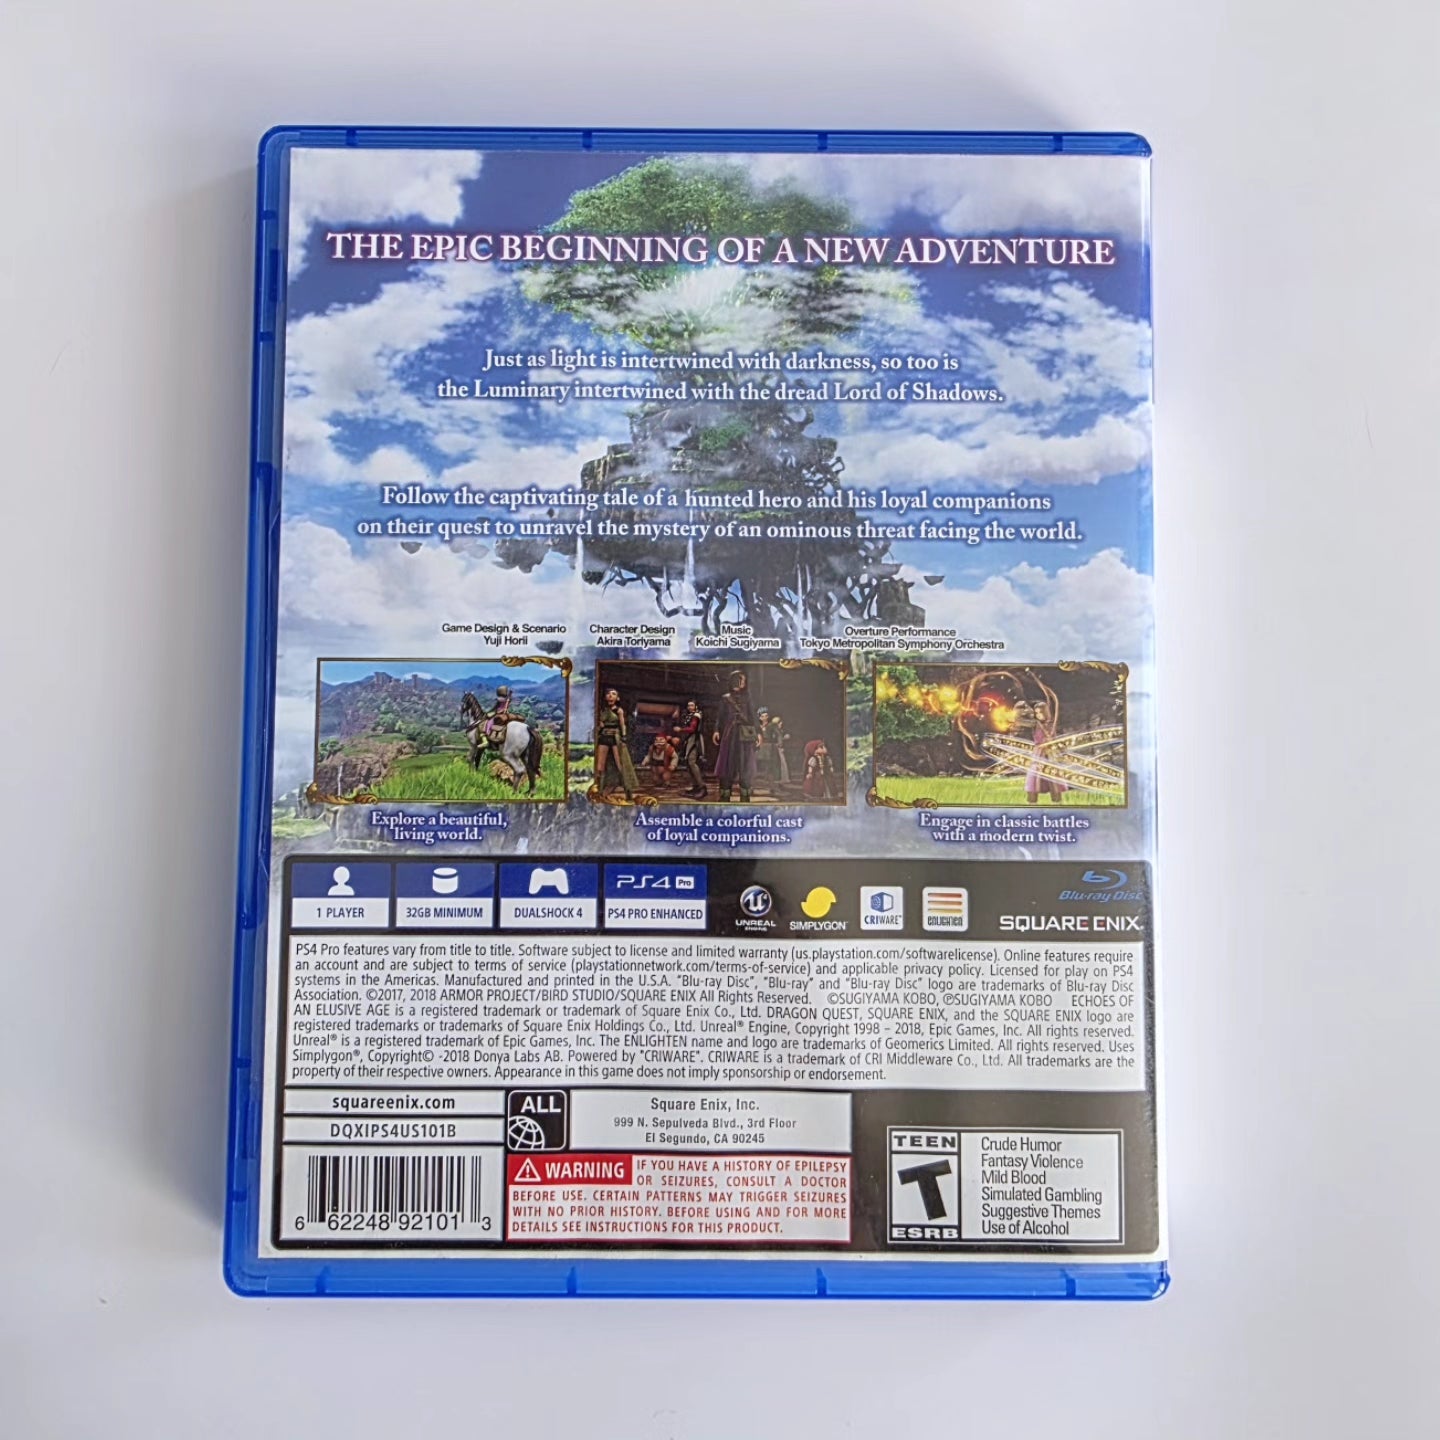 THE EPIC BEGINNING OF A NEW ADVENTURE
Just as light is intertwined with darkness, so too is
the Luminary intertwined with the dread Lord of Shadows.
Follow the captivating tale of a hunted hero and his loyal companions
on their quest to unravel the mystery of an ominous threat facing the world.
Game Design & Scenario
Yuji Horii
Character Design
Akira Toriyama
Music
Koichi Sugiyama
Overture Performance
Tokyo Metropolitan Symphony Orchestra
Explore a beautiful,
living world.
Assemble a colorful cast
of loyal companions.
Engage in classic battles
with a modern twist.
1 PLAYER
32GB MINIMUM
DUALSHOCK 4
PS4 Pro
PS4 PRO ENHANCED
UNREAL
ENGINE
SIMPLYGON
CRIWARE™
ENLIGHTEN
Blu-ray Disc
SQUARE ENIX
PS4 Pro features vary from title to title. Software subject to license and limited warranty (us.playstation.com/softwarelicense). Online features require
an account and are subject to terms of service (playstationnetwork.com/terms-of-service) and applicable privacy policy. Licensed for play on PS4
systems in the Americas. Manufactured and printed in the U.S.A. "Blu-ray Disc", "Blu-ray" and "Blu-ray Disc" logo are trademarks of Blu-ray Disc
Association. ©2017, 2018 ARMOR PROJECT/BIRD STUDIO/SQUARE ENIX All Rights Reserved. ©SUGIYAMA KOBO, ℗SUGIYAMA KOBO ECHOES OF
AN ELUSIVE AGE is a registered trademark or trademark of Square Enix Co., Ltd. DRAGON QUEST, SQUARE ENIX, and the SQUARE ENIX logo are
registered trademarks or trademarks of Square Enix Holdings Co., Ltd. Unreal® Engine, Copyright 1998 – 2018, Epic Games, Inc. All rights reserved.
Unreal® is a registered trademark of Epic Games, Inc. The ENLIGHTEN name and logo are trademarks of Geomerics Limited. All rights reserved. Uses
Simplygon®, Copyright© -2018 Donya Labs AB. Powered by "CRIWARE". CRIWARE is a trademark of CRI Middleware Co., Ltd. All trademarks are the
property of their respective owners. Appearance in this game does not imply sponsorship or endorsement.
squareenix.com
DQXIPS4US101B
6 62248 92101 3
ALL
Square Enix, Inc.
999 N. Sepulveda Blvd., 3rd Floor
El Segundo, CA 90245
WARNING IF YOU HAVE A HISTORY OF EPILEPSY
OR SEIZURES, CONSULT A DOCTOR
BEFORE USE. CERTAIN PATTERNS MAY TRIGGER SEIZURES
WITH NO PRIOR HISTORY. BEFORE USING AND FOR MORE
DETAILS SEE INSTRUCTIONS FOR THIS PRODUCT.
TEEN
T
ESRB
Crude Humor
Fantasy Violence
Mild Blood
Simulated Gambling
Suggestive Themes
Use of Alcohol